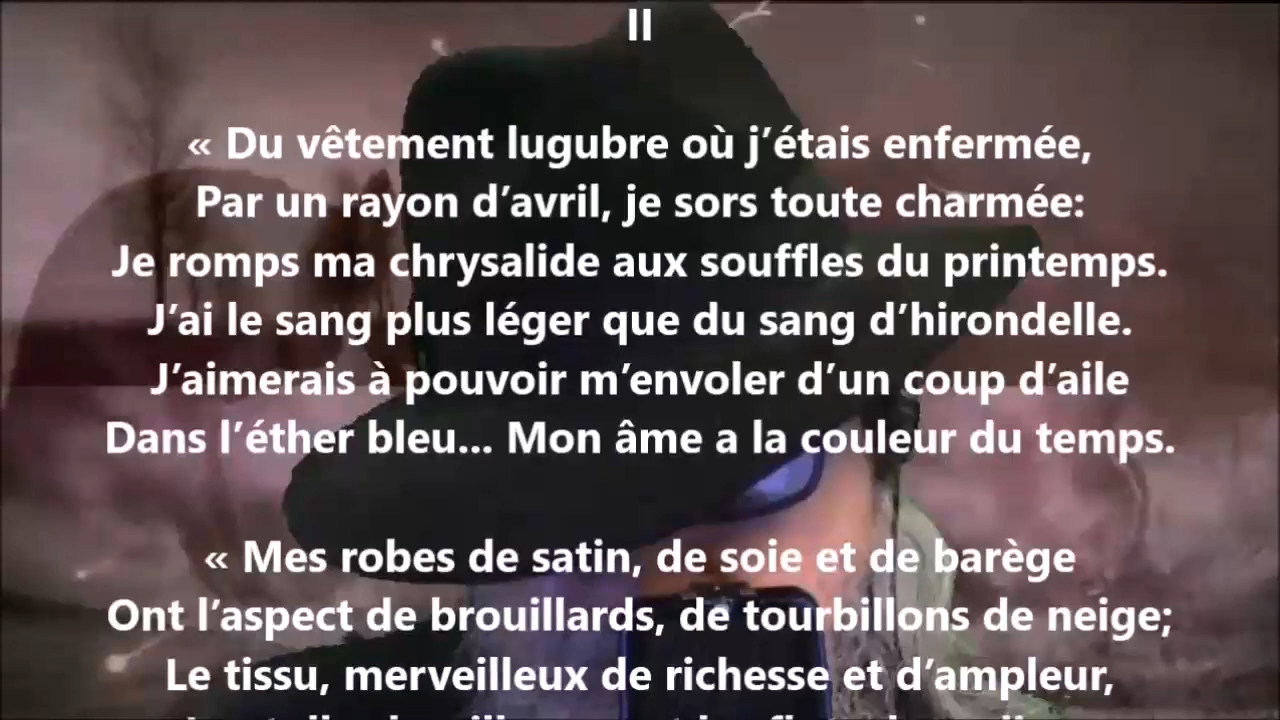 II
« Du vêtement lugubre où j’étais enfermée,
Par un rayon d’avril, je sors toute charmée:
Je romps ma chrysalide aux souffles du printemps.
J’ai le sang plus léger que du sang d’hirondelle.
J’aimerais à pouvoir m’envoler d’un coup d’aile
Dans l’éther bleu... Mon âme a la couleur du temps.
« Mes robes de satin, de soie et de barège
Ont l’aspect de brouillards, de tourbillons de neige;
Le tissu, merveilleux de richesse et d’ampleur,